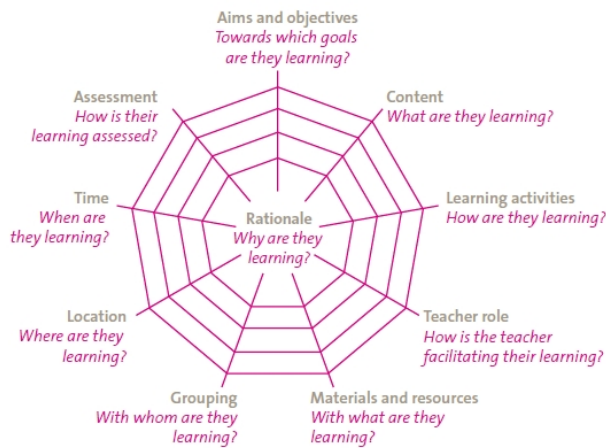 Aims and objectives
Towards which goals
are they learning?
Content
What are they learning?
Learning activities
How are they learning?
Teacher role
How is the teacher
facilitating their learning?
Materials and resources
With what are they
learning?
Grouping
With whom are they
learning?
Location
Where are they
learning?
Time
When are
they learning?
Assessment
How is their
learning assessed?
Rationale
Why are they
learning?